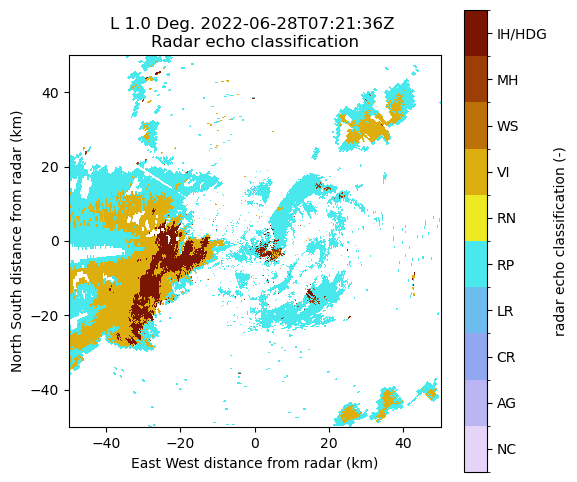 L 1.0 Deg. 2022-06-28T07:21:36Z
Radar echo classification
North South distance from radar (km)
40
20
0
−20
−40
−40
−20
0
20
40
East West distance from radar (km)
IH/HDG
MH
WS
VI
RN
RP
LR
CR
AG
NC
radar echo classification (-)